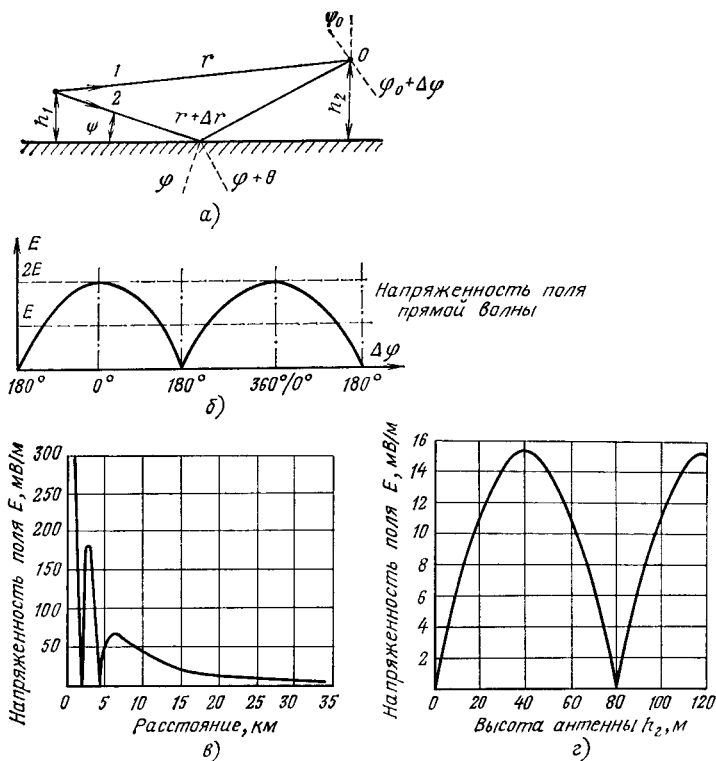 φ₀
1
r
O
2
h₁
ψ
r+Δr
h₂
φ₀+Δφ
φ
φ+θ
а)
E
2E
E
Напряженность поля
прямой волны
Δφ
180° 0° 180° 360°/0° 180°
б)
Напряженность поля E, мВ/м
300
250
200
150
100
50
0 5 10 15 20 25 30 35
Расстояние, км
в)
Напряженность поля E, мВ/м
16
14
12
10
8
6
4
2
0 20 40 60 80 100 120
Высота антенны h₂, м
г)